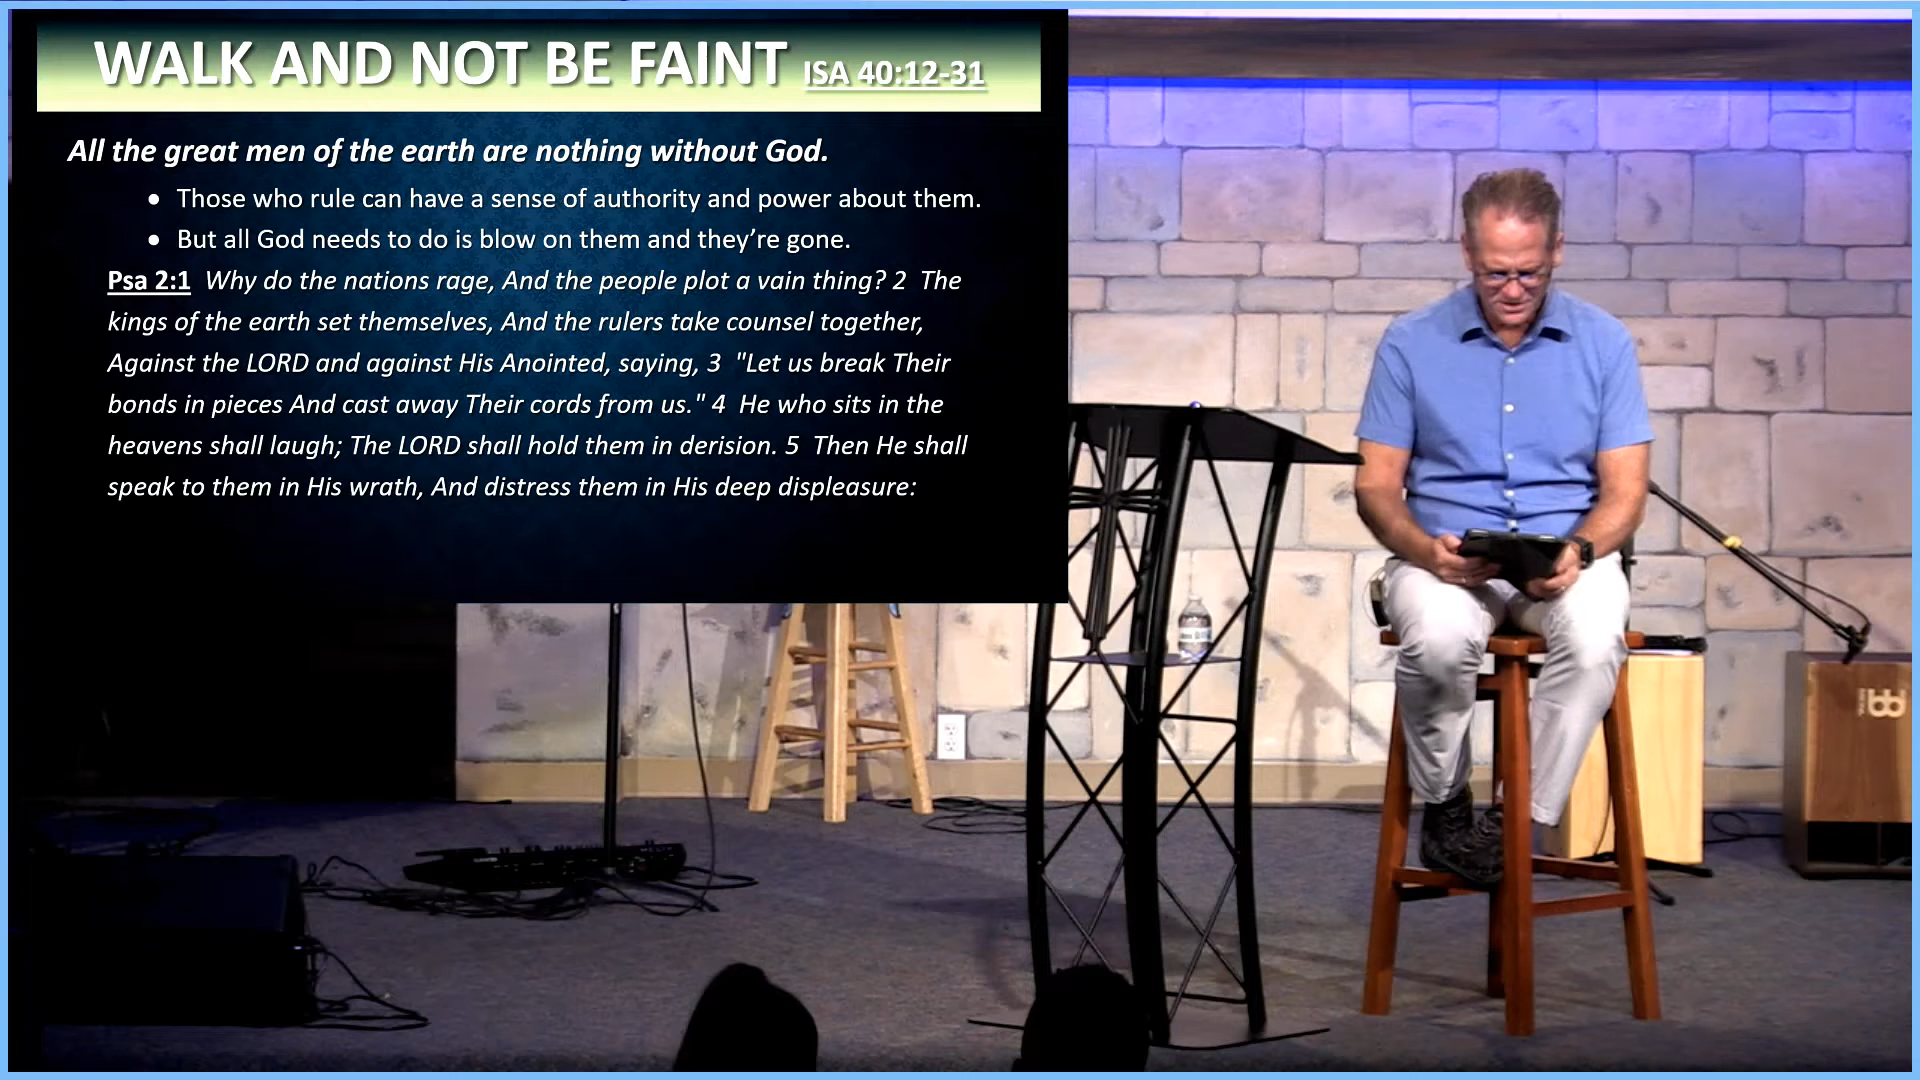 WALK AND NOT BE FAINT ISA 40:12-31
All the great men of the earth are nothing without God.
• Those who rule can have a sense of authority and power about them.
• But all God needs to do is blow on them and they’re gone.
Psa 2:1 Why do the nations rage, And the people plot a vain thing? 2 The
kings of the earth set themselves, And the rulers take counsel together,
Against the LORD and against His Anointed, saying, 3 "Let us break Their
bonds in pieces And cast away Their cords from us." 4 He who sits in the
heavens shall laugh; The LORD shall hold them in derision. 5 Then He shall
speak to them in His wrath, And distress them in His deep displeasure: